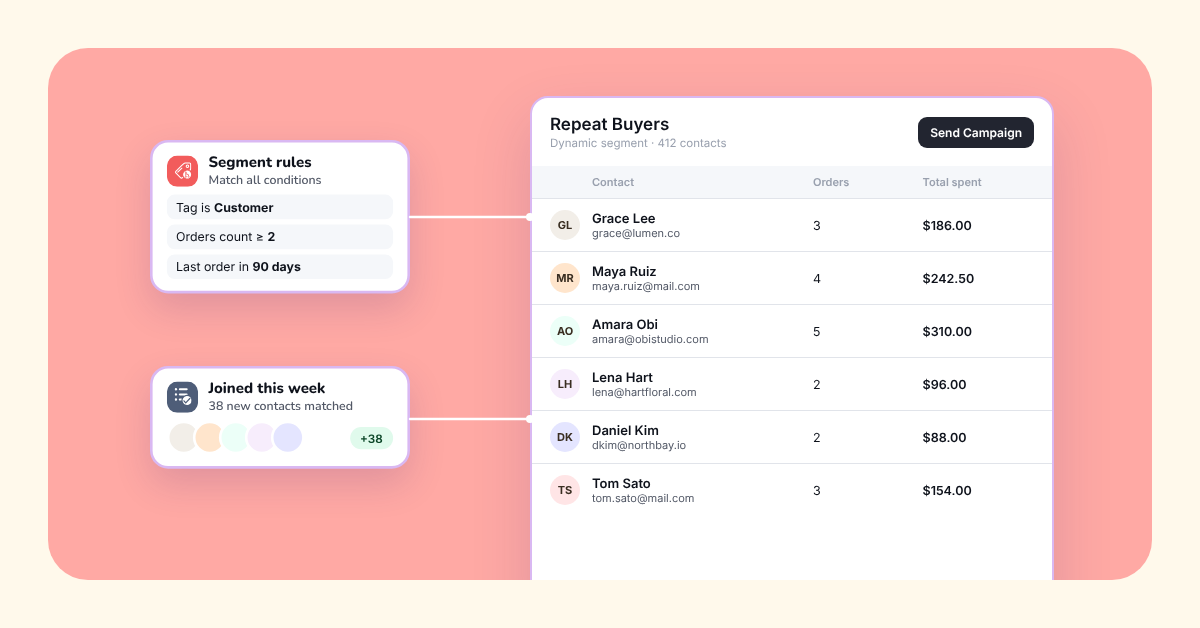 Segment rules
Match all conditions
Tag is Customer
Orders count ≥ 2
Last order in 90 days
Joined this week
38 new contacts matched
+38
Repeat Buyers
Dynamic segment · 412 contacts
Send Campaign
Contact Orders Total spent
GL Grace Lee 3 $186.00
grace@lumen.co
MR Maya Ruiz 4 $242.50
maya.ruiz@mail.com
AO Amara Obi 5 $310.00
amara@obistudio.com
LH Lena Hart 2 $96.00
lena@hartfloral.com
DK Daniel Kim 2 $88.00
dkim@northbay.io
TS Tom Sato 3 $154.00
tom.sato@mail.com